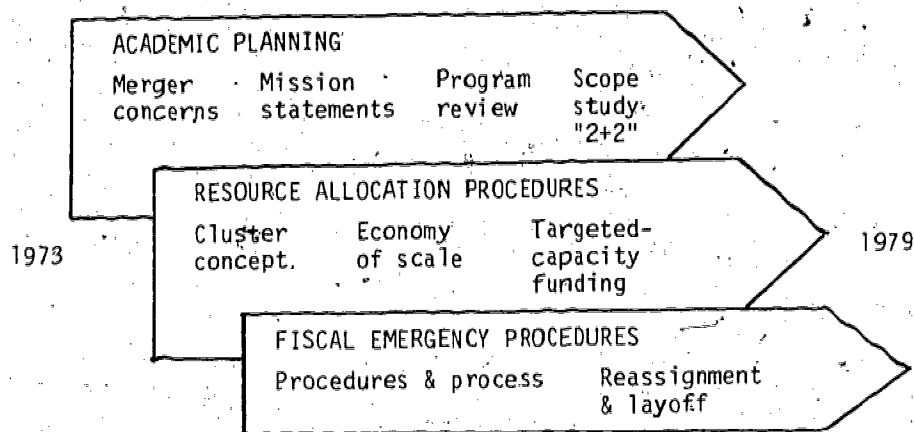 ACADEMIC PLANNING
Merger Mission Program Scope
concerns statements review study
"2+2"
RESOURCE ALLOCATION PROCEDURES
Cluster Economy Targeted-
concept. of scale capacity
funding
1973
1979
FISCAL EMERGENCY PROCEDURES
Procedures & process Reassignment
& layoff